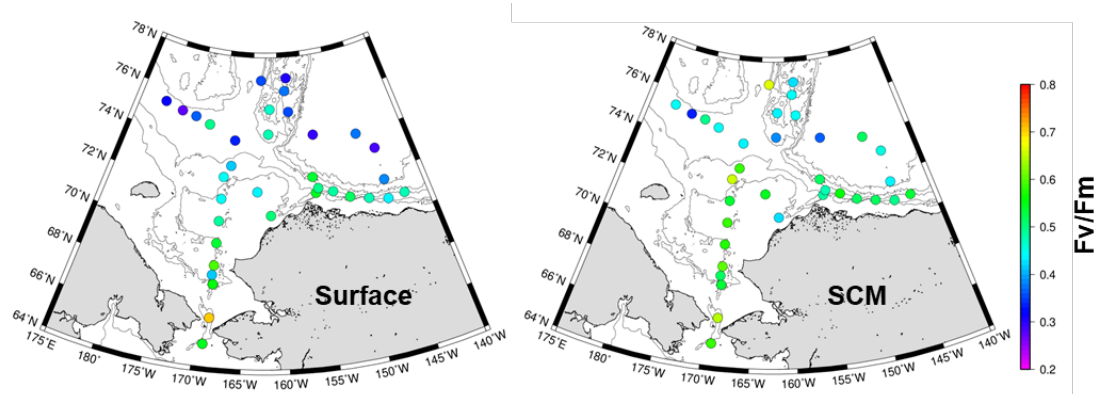 78˚N
76˚N
74˚N
72˚N
70˚N
68˚N
66˚N
64˚N
175˚E
180˚
175˚W
170˚W
165˚W
160˚W
155˚W
150˚W
145˚W
140˚W
Surface
78˚N
76˚N
74˚N
72˚N
70˚N
68˚N
66˚N
64˚N
175˚E
180˚
175˚W
170˚W
165˚W
160˚W
155˚W
150˚W
145˚W
140˚W
SCM
0.8
0.7
0.6
0.5
0.4
0.3
0.2
Fv/Fm